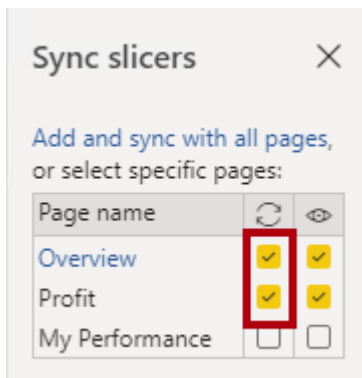 Sync slicers
Add and sync with all pages,
or select specific pages:
Page name
Overview
Profit
My Performance